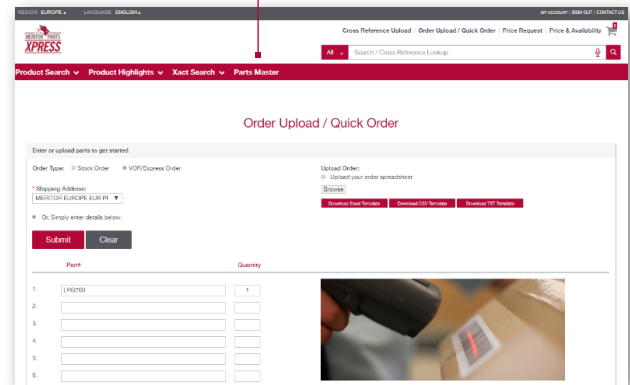 REGION EUROPE LANGUAGE ENGLISH MY ACCOUNT | SIGN OUT | CONTACT US
MERITOR PARTS
XPRESS
Cross Reference Upload | Order Upload / Quick Order | Price Request | Price & Availability
All Search / Cross Reference Lookup
Product Search Product Highlights Xact Search Parts Master
Order Upload / Quick Order
Enter or upload parts to get started
Order Type: Stock Order VOR/Express Order
Upload Order:
Upload your order spreadsheet
* Shipping Address:
Browse
MERITOR EUROPE EUR PI
Download Excel Template Download CSV Template Download TXT Template
Or, Simply enter details below:
Submit Clear
Part# Quantity
1. LRG703 1
2.
3.
4.
5.
6.